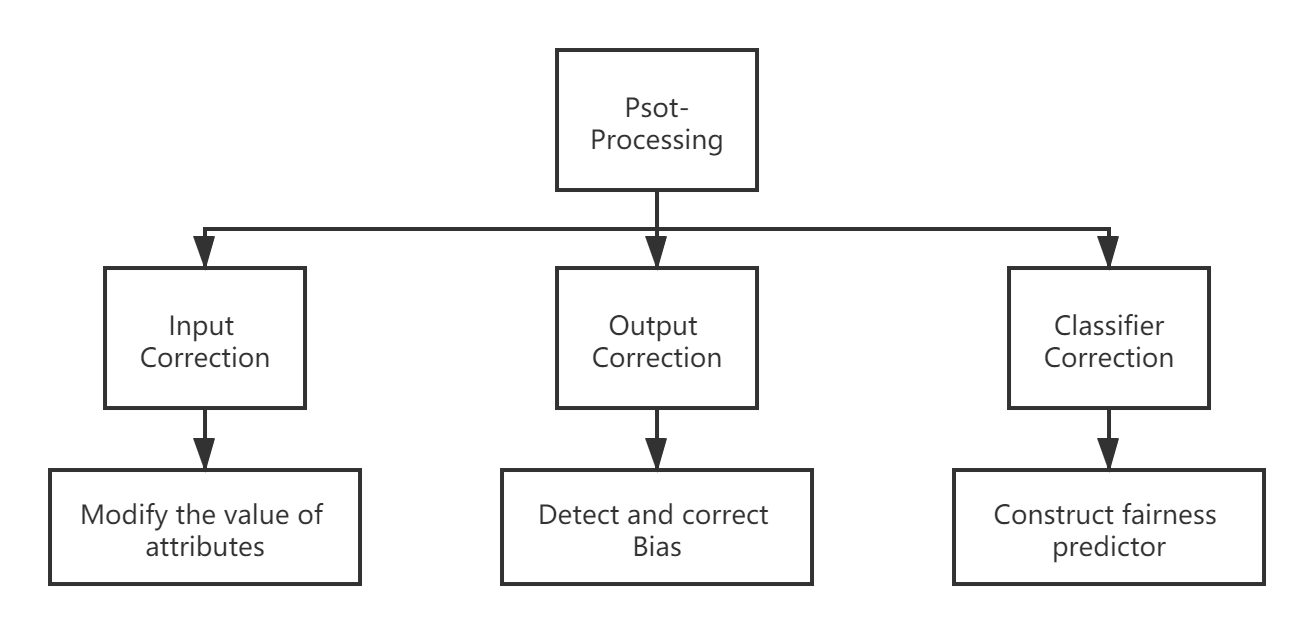 Psot-
Processing
Input
Correction
Output
Correction
Classifier
Correction
Modify the value of
attributes
Detect and correct
Bias
Construct fairness
predictor